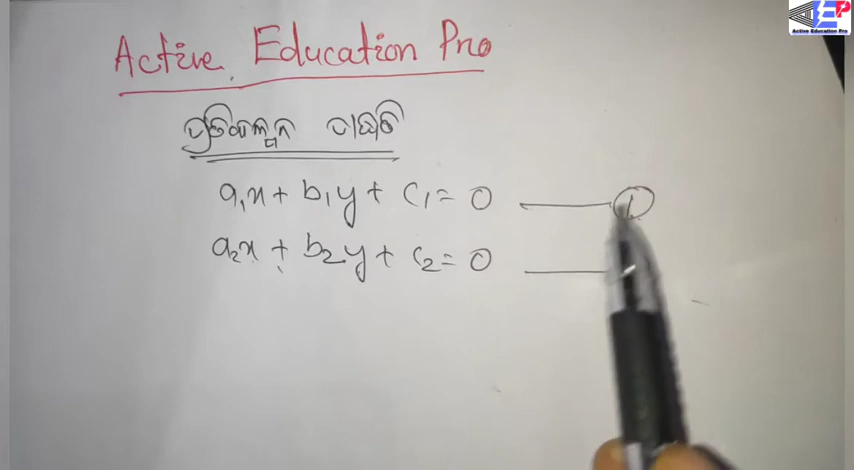 Active Education Pro
ପ୍ରତିକଳ୍ପନ ପଦ୍ଧତି
a₁x + b₁y + c₁ = 0 ——— ①
a₂x + b₂y + c₂ = 0 ———
AEP
Active Education Pro